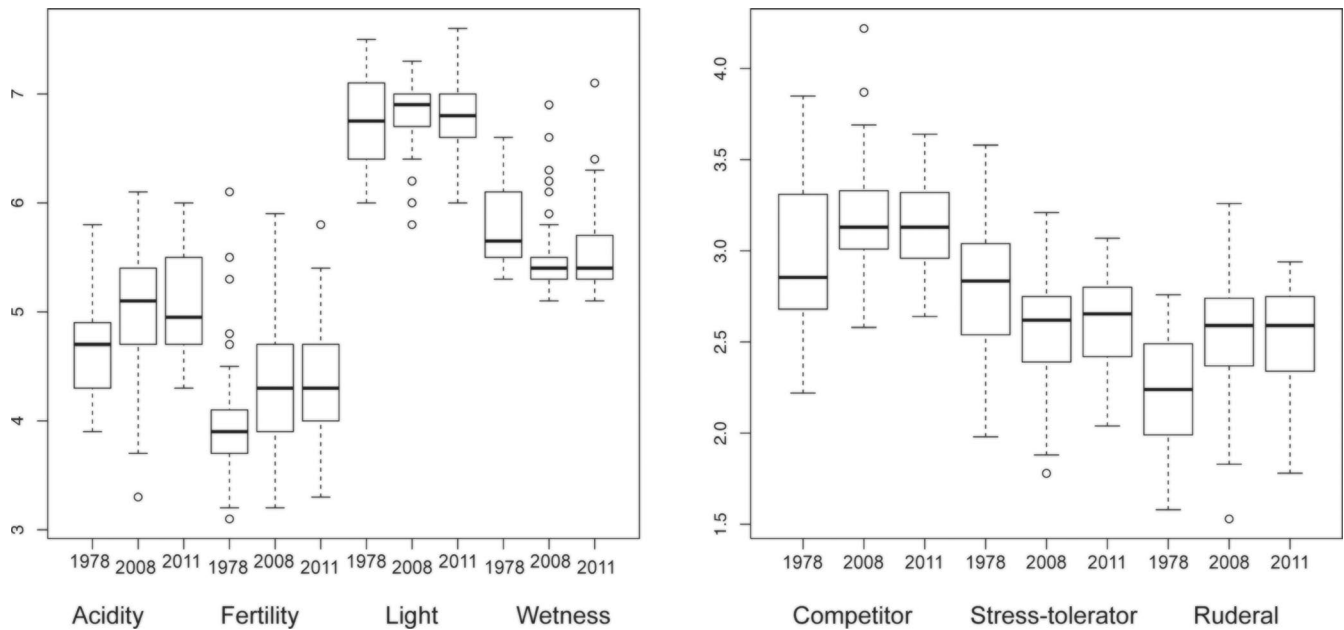 7
6
5
4
3
1978 2008 2011 1978 2008 2011 1978 2008 2011 1978 2008 2011
Acidity Fertility Light Wetness
4.0
3.5
3.0
2.5
2.0
1.5
1978 2008 2011 1978 2008 2011 1978 2008 2011
Competitor Stress-tolerator Ruderal